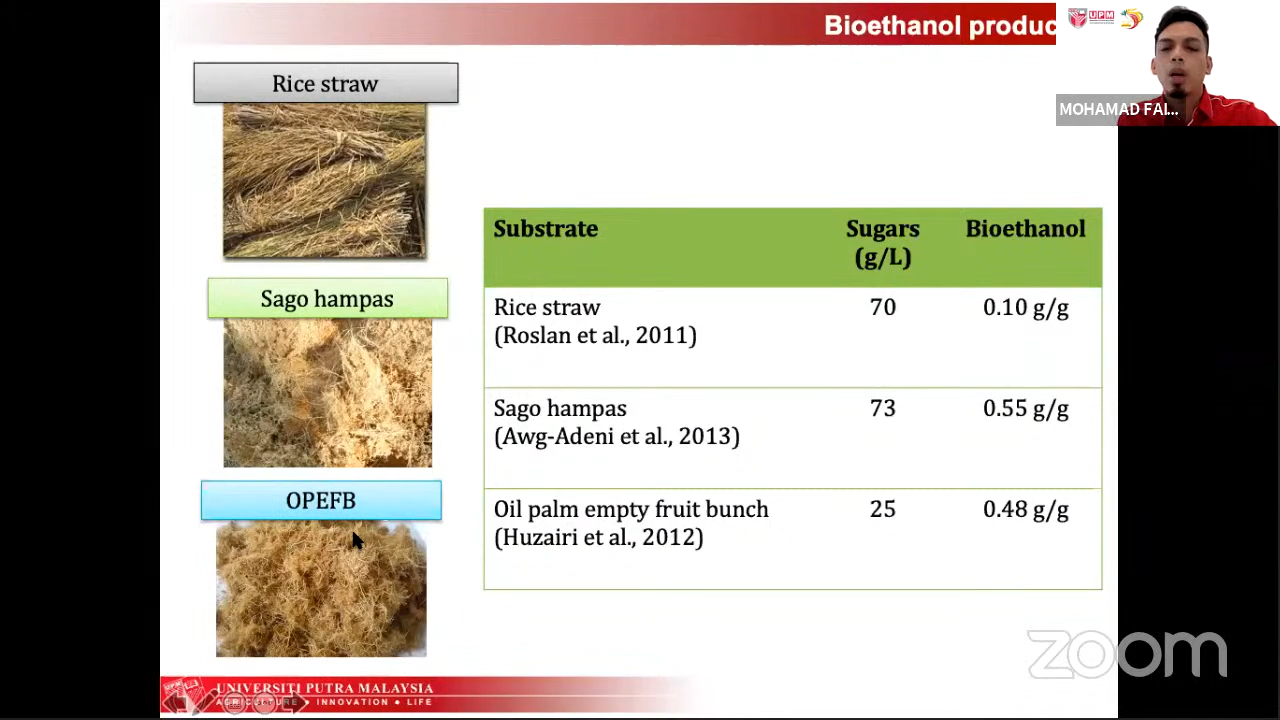 Bioethanol produc
UPM
MOHAMAD FAI...
Rice straw
Sago hampas
OPEFB
Substrate
Sugars
(g/L)
Bioethanol
Rice straw
(Roslan et al., 2011)
70
0.10 g/g
Sago hampas
(Awg-Adeni et al., 2013)
73
0.55 g/g
Oil palm empty fruit bunch
(Huzairi et al., 2012)
25
0.48 g/g
zoom
UNIVERSITI PUTRA MALAYSIA
AGRICULTURE • INNOVATION • LIFE